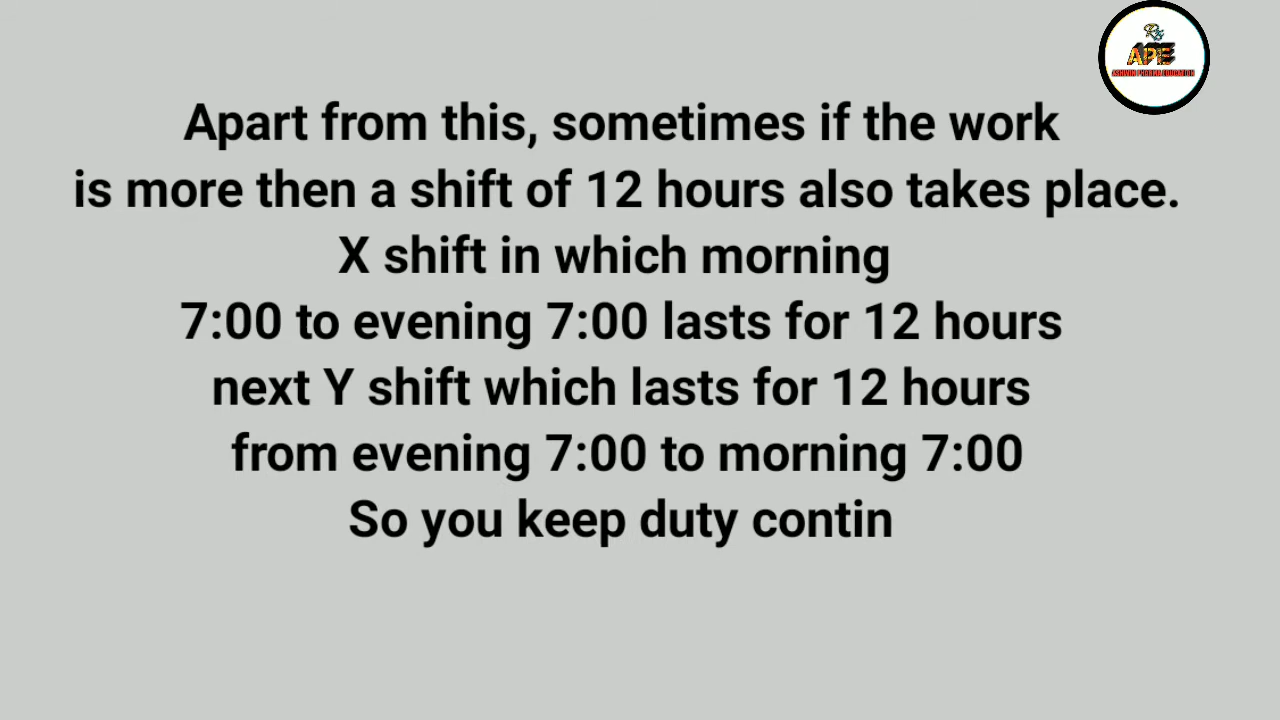 APE
Apart from this, sometimes if the work
is more then a shift of 12 hours also takes place.
X shift in which morning
7:00 to evening 7:00 lasts for 12 hours
next Y shift which lasts for 12 hours
from evening 7:00 to morning 7:00
So you keep duty contin